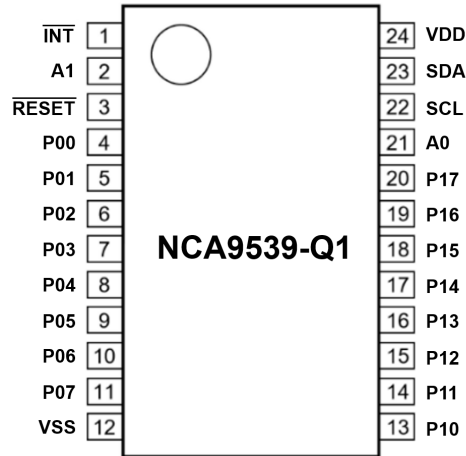 INT 1 24 VDD
A1 2 23 SDA
RESET 3 22 SCL
P00 4 21 A0
P01 5 20 P17
P02 6 19 P16
P03 7 NCA9539-Q1 18 P15
P04 8 17 P14
P05 9 16 P13
P06 10 15 P12
P07 11 14 P11
VSS 12 13 P10